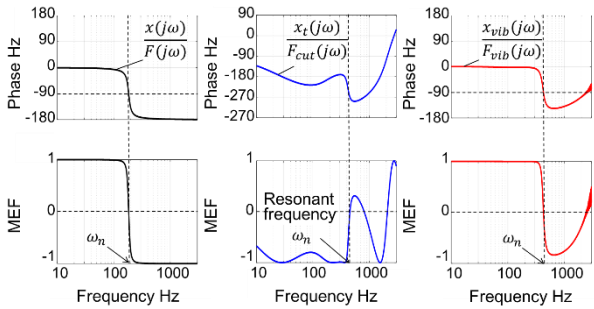 180
90
0
-90
-180
Phase Hz
x(jω)
F(jω)
1
0
-1
MEF
ω_n
10
100
1000
Frequency Hz
90
0
-90
-180
-270
-270
Phase Hz
x_t(jω)
F_cut(jω)
1
0
-1
MEF
Resonant
frequency
ω_n
10
100
1000
Frequency Hz
180
90
0
-90
-180
Phase Hz
x_vib(jω)
F_vib(jω)
1
0
-1
MEF
ω_n
10
100
1000
Frequency Hz